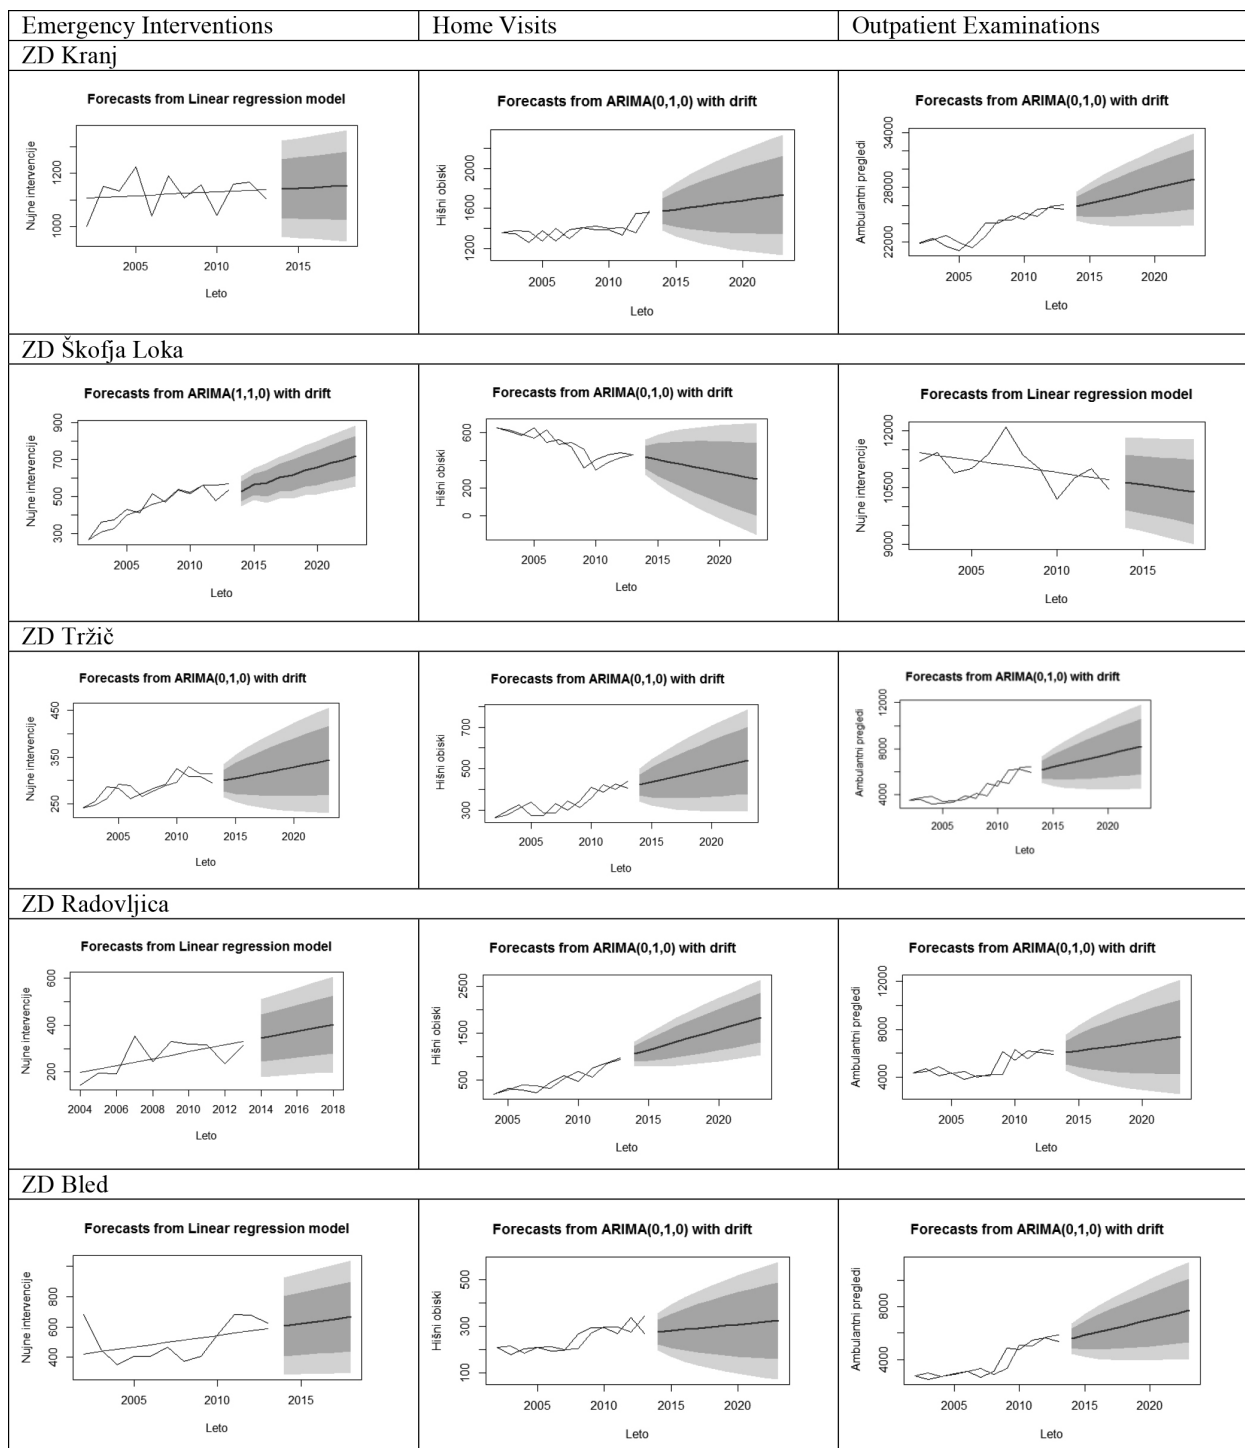 Emergency Interventions Home Visits Outpatient Examinations
ZD Kranj
Forecasts from Linear regression model
Nujne intervencije
1200
1000
2005 2010 2015
Leto
Forecasts from ARIMA(0,1,0) with drift
Hišni obiski
2000
1600
1200
2005 2010 2015 2020
Leto
Forecasts from ARIMA(0,1,0) with drift
Ambulantni pregledi
34000
28000
22000
2005 2010 2015 2020
Leto
ZD Škofja Loka
Forecasts from ARIMA(1,1,0) with drift
Nujne intervencije
900
700
500
300
2005 2010 2015 2020
Leto
Forecasts from ARIMA(0,1,0) with drift
Hišni obiski
600
400
200
0
2005 2010 2015 2020
Leto
Forecasts from Linear regression model
Nujne intervencije
12000
10500
9000
2005 2010 2015
Leto
ZD Tržič
Forecasts from ARIMA(0,1,0) with drift
Nujne intervencije
450
350
250
2005 2010 2015 2020
Leto
Forecasts from ARIMA(0,1,0) with drift
Hišni obiski
700
500
300
2005 2010 2015 2020
Leto
Forecasts from ARIMA(0,1,0) with drift
Ambulantni pregledi
12000
8000
4000
2005 2010 2015 2020
Leto
ZD Radovljica
Forecasts from Linear regression model
Nujne intervencije
600
400
200
2004 2006 2008 2010 2012 2014 2016 2018
Leto
Forecasts from ARIMA(0,1,0) with drift
Hišni obiski
2500
1500
500
2005 2010 2015 2020
Leto
Forecasts from ARIMA(0,1,0) with drift
Ambulantni pregledi
12000
8000
4000
2005 2010 2015 2020
Leto
ZD Bled
Forecasts from Linear regression model
Nujne intervencije
800
600
400
2005 2010 2015
Leto
Forecasts from ARIMA(0,1,0) with drift
Hišni obiski
500
300
100
2005 2010 2015 2020
Leto
Forecasts from ARIMA(0,1,0) with drift
Ambulantni pregledi
8000
4000
2005 2010 2015 2020
Leto